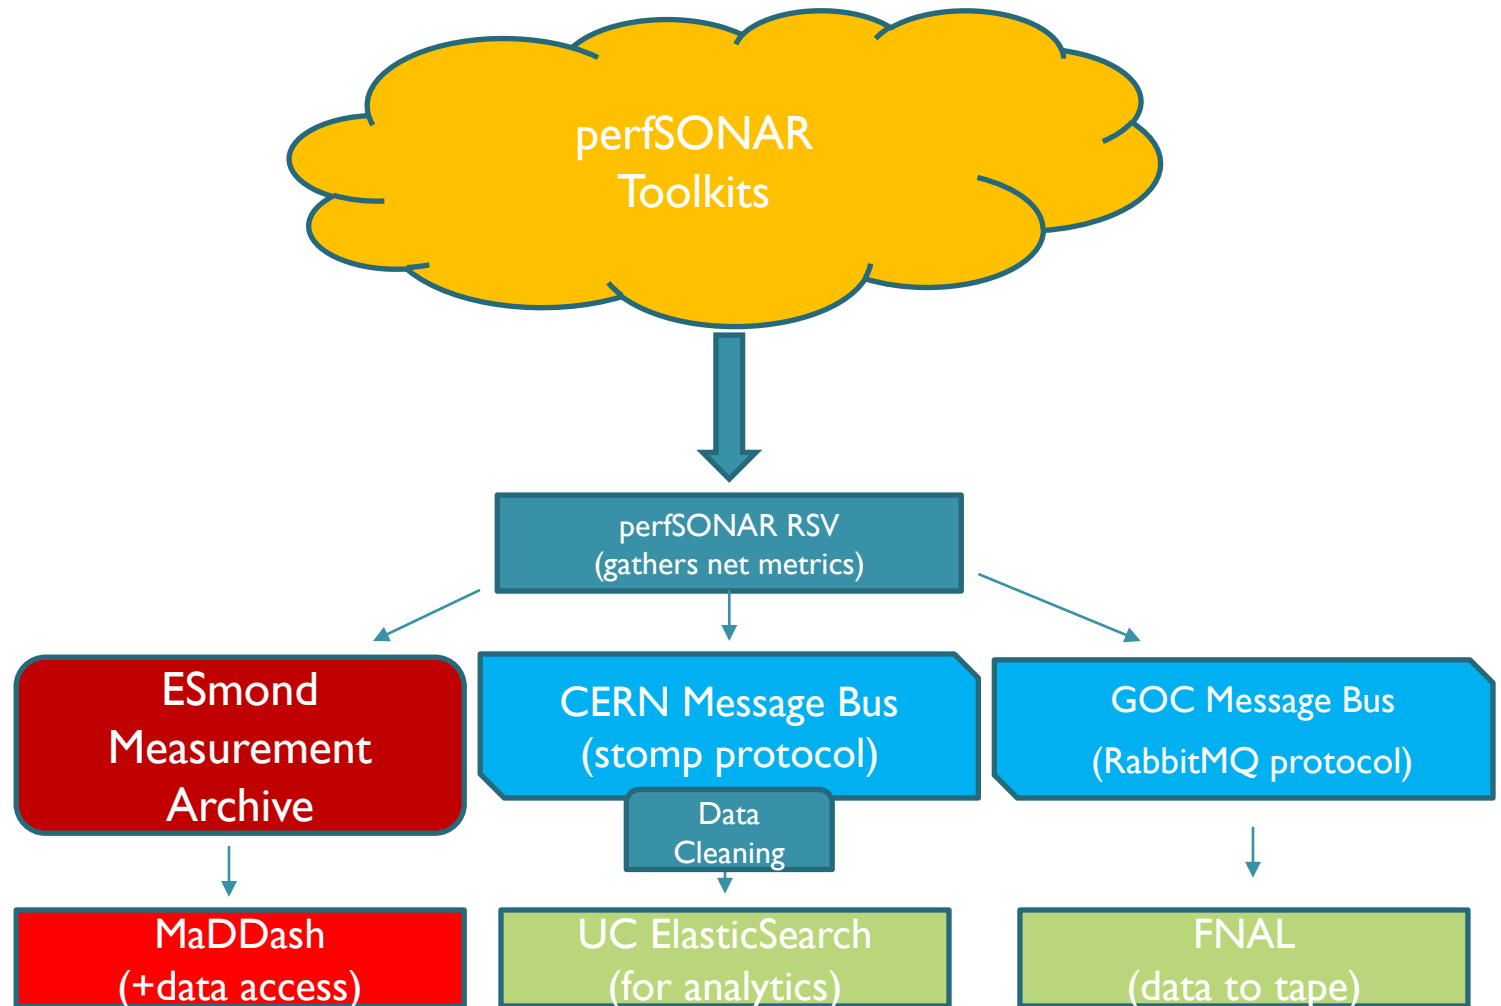 perfSONAR
Toolkits
perfSONAR RSV
(gathers net metrics)
ESmond
Measurement
Archive
CERN Message Bus
(stomp protocol)
GOC Message Bus
(RabbitMQ protocol)
Data
Cleaning
MaDDash
(+data access)
UC ElasticSearch
(for analytics)
FNAL
(data to tape)